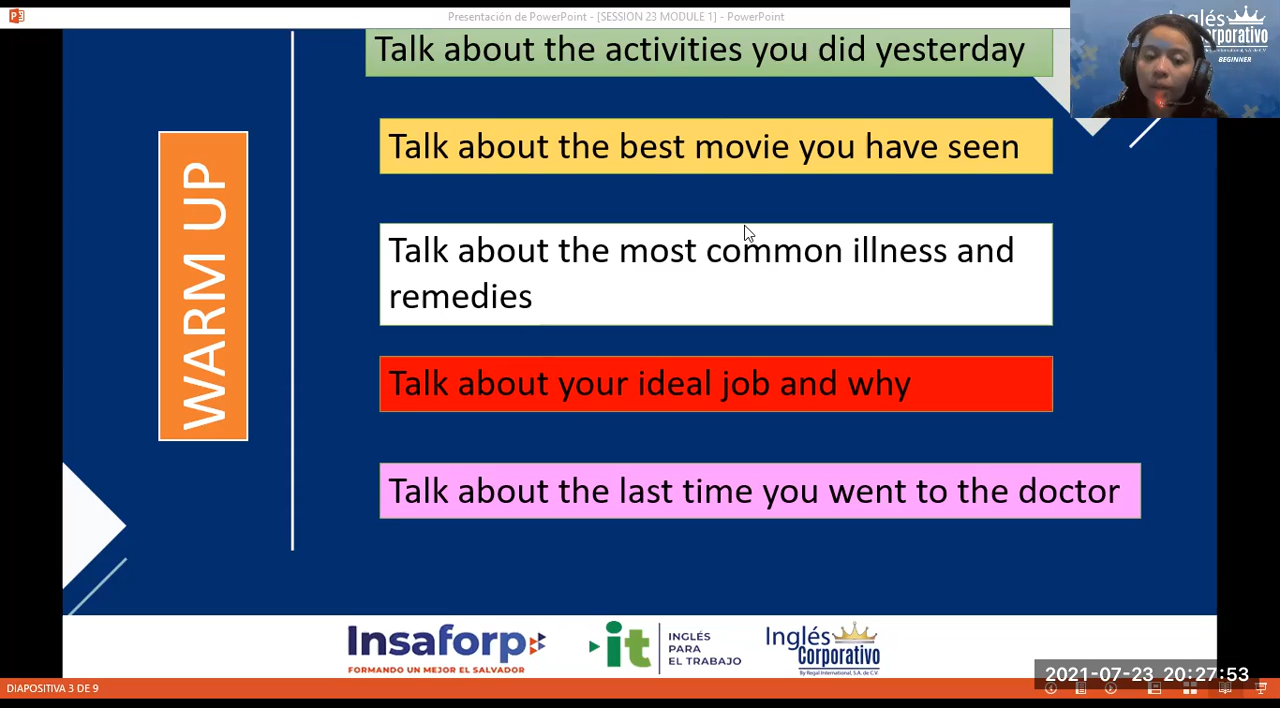 Presentación de PowerPoint - [SESSION 23 MODULE 1] - PowerPoint
Inglés
Corporativo
BEGINNER
WARM UP
Talk about the activities you did yesterday
Talk about the best movie you have seen
Talk about the most common illness and
remedies
Talk about your ideal job and why
Talk about the last time you went to the doctor
Insaforp
FORMANDO UN MEJOR EL SALVADOR
it
INGLÉS
PARA
EL TRABAJO
Inglés
Corporativo
By Regal International, S.A. de C.V.
2021-07-23 20:27:53
DIAPOSITIVA 3 DE 9